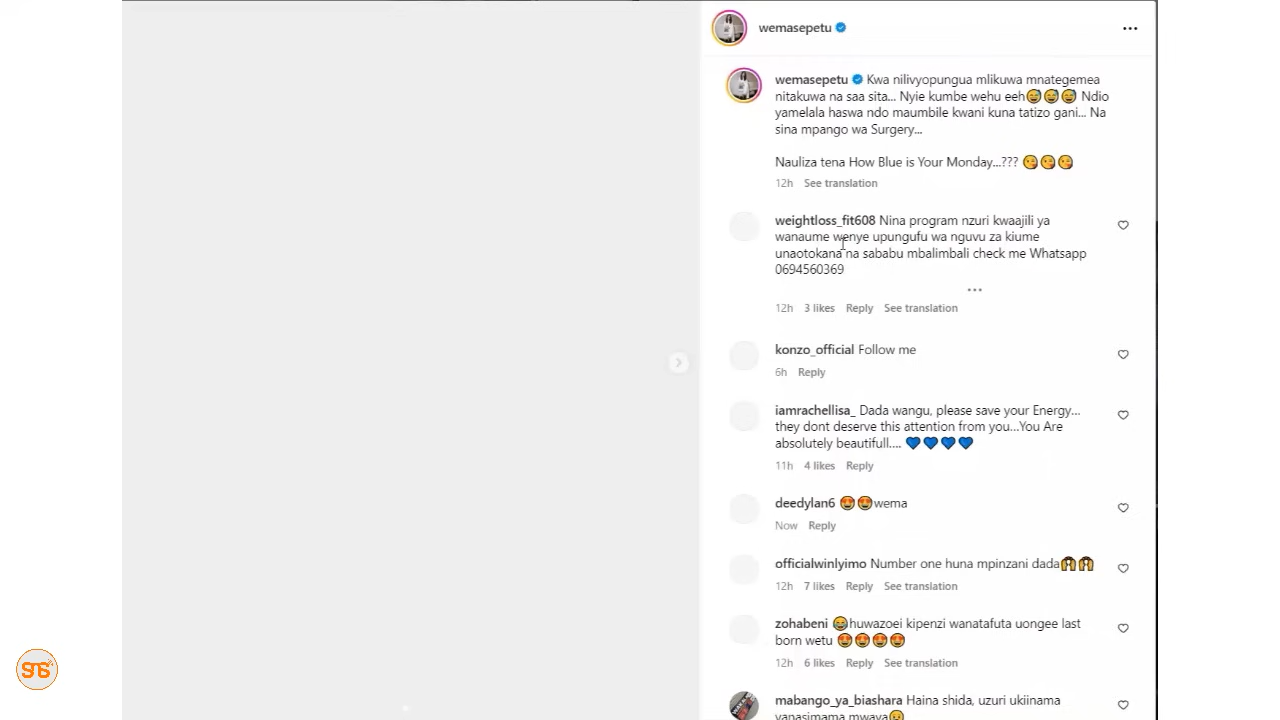 wemasepetu
wemasepetu Kwa nilivyopungua mlikuwa mnategemea
nitakuwa na saa sita... Nyie kumbe wehu eeh😅😅😅 Ndio
yamelala haswa ndo maumbile kwani kuna tatizo gani... Na
sina mpango wa Surgery...
Nauliza tena How Blue is Your Monday...??? 😘😘😘
12h See translation
weightloss_fit608 Nina program nzuri kwaajili ya
wanaume wenye upungufu wa nguvu za kiume
unaotokana na sababu mbalimbali check me Whatsapp
0694560369
12h 3 likes Reply See translation
konzo_official Follow me
6h Reply
iamrachellisa_ Dada wangu, please save your Energy...
they dont deserve this attention from you...You Are
absolutely beautifull.... 💙💙💙💙
11h 4 likes Reply
deedylan6 😍😍wema
Now Reply
officialwinlyimo Number one huna mpinzani dada🙌🙌
12h 7 likes Reply See translation
zohabeni 😂huwazoei kipenzi wanatafuta uongee last
born wetu 😍😍😍😍
12h 6 likes Reply See translation
mabango_ya_biashara Haina shida, uzuri ukiinama
yanasimama mwaya
SNS